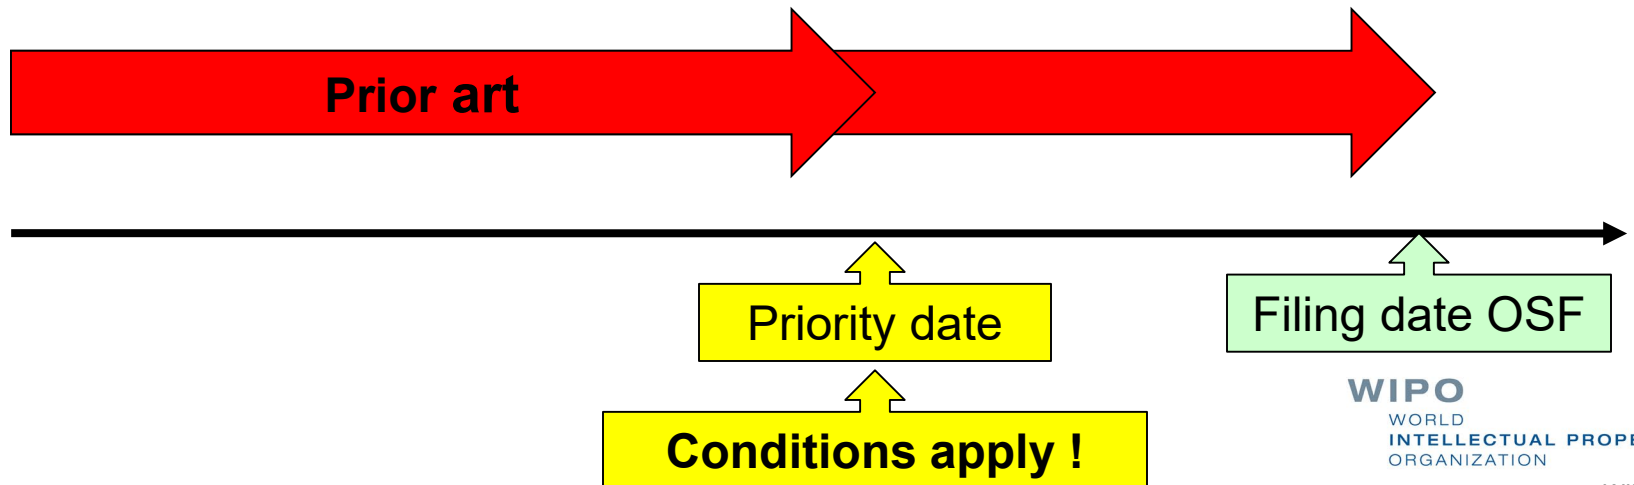 Prior art
Priority date
Filing date OSF
Conditions apply !
WIPO
WORLD
INTELLECTUAL
ORGANIZATION